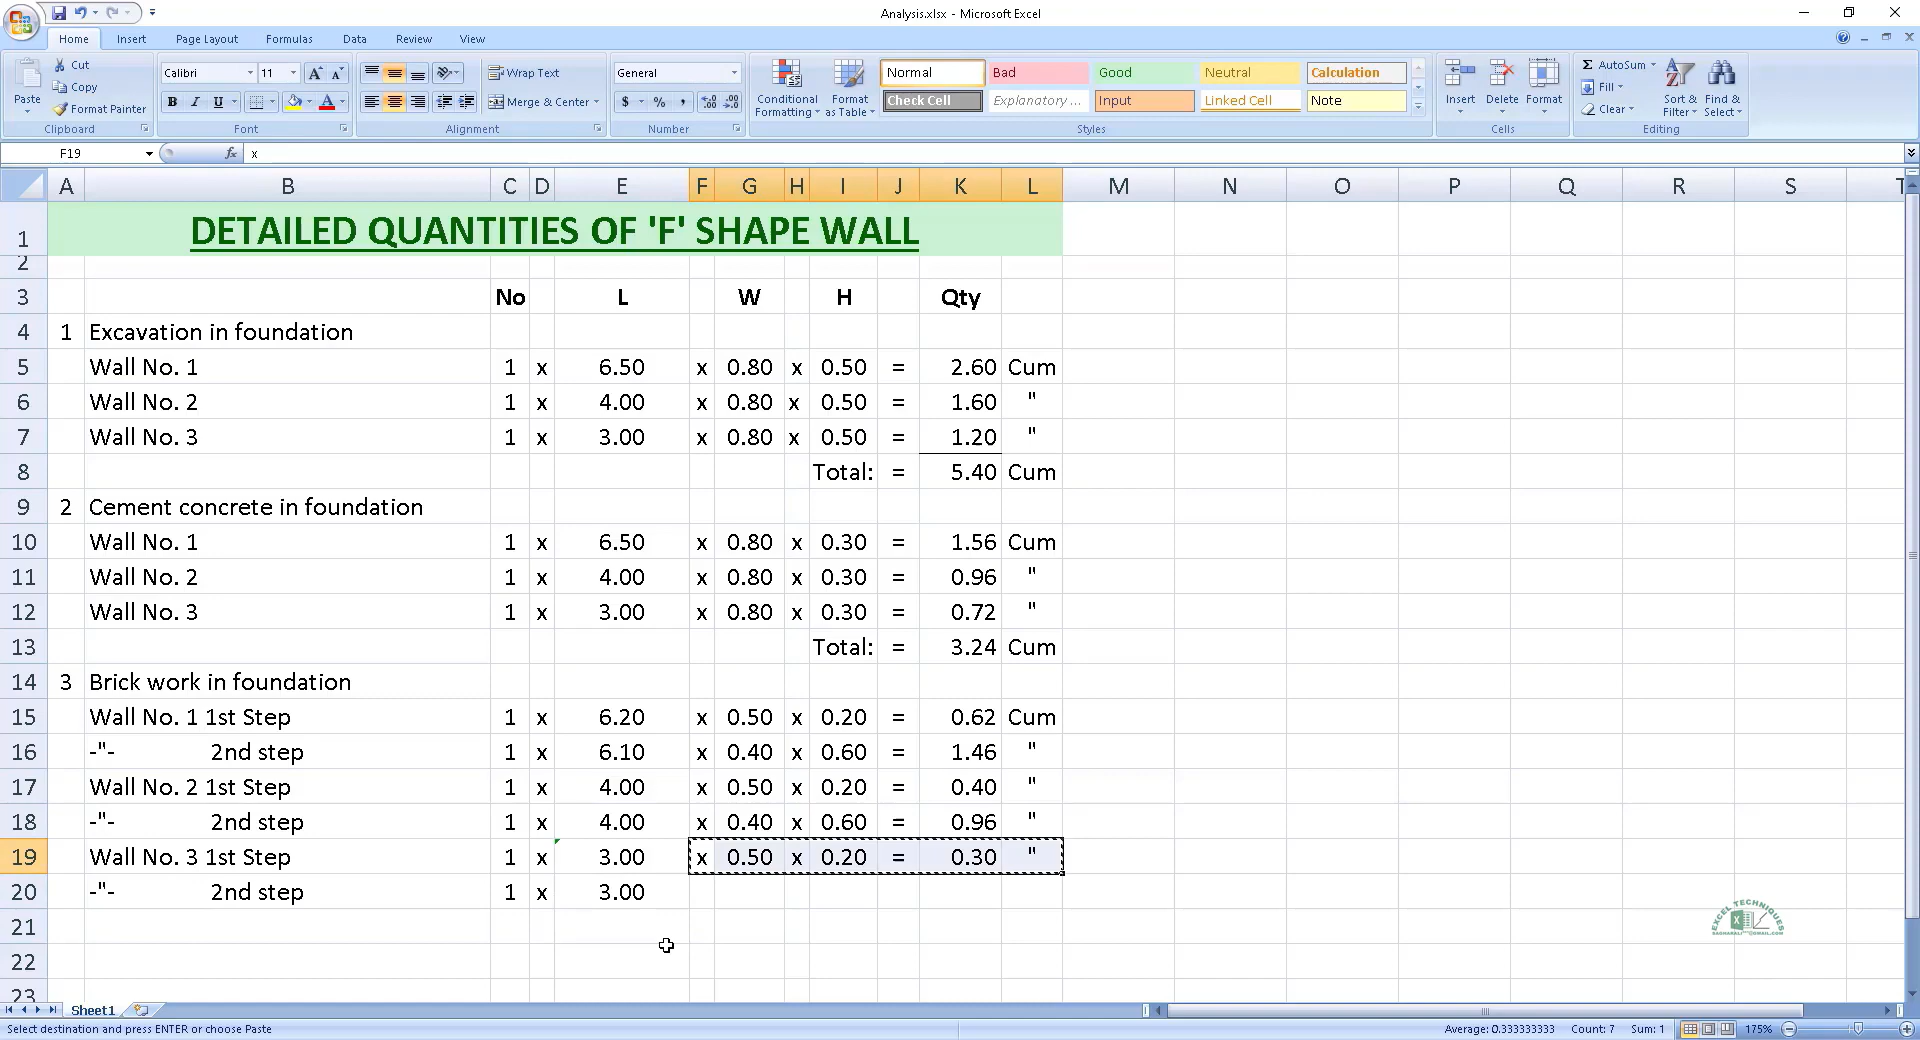 Analysis.xlsx - Microsoft Excel
Home Insert Page Layout Formulas Data Review View
Paste
Cut
Copy
Format Painter
Clipboard
Calibri 11
B I U
Font
Wrap Text
Merge & Center
Alignment
General
$ % ,
Number
Conditional Formatting
Format as Table
Normal Bad Good Neutral Calculation
Check Cell Explanatory ... Input Linked Cell Note
Styles
Insert Delete Format
Cells
Σ AutoSum
Fill
Clear
Sort & Filter
Find & Select
Editing
F19 fx x
A B C D E F G H I J K L M N O P Q R S T
1 DETAILED QUANTITIES OF 'F' SHAPE WALL
2
3 No L W H Qty
4 1 Excavation in foundation
5 Wall No. 1 1 x 6.50 x 0.80 x 0.50 = 2.60 Cum
6 Wall No. 2 1 x 4.00 x 0.80 x 0.50 = 1.60 "
7 Wall No. 3 1 x 3.00 x 0.80 x 0.50 = 1.20 "
8 Total: = 5.40 Cum
9 2 Cement concrete in foundation
10 Wall No. 1 1 x 6.50 x 0.80 x 0.30 = 1.56 Cum
11 Wall No. 2 1 x 4.00 x 0.80 x 0.30 = 0.96 "
12 Wall No. 3 1 x 3.00 x 0.80 x 0.30 = 0.72 "
13 Total: = 3.24 Cum
14 3 Brick work in foundation
15 Wall No. 1 1st Step 1 x 6.20 x 0.50 x 0.20 = 0.62 Cum
16 -"- 2nd step 1 x 6.10 x 0.40 x 0.60 = 1.46 "
17 Wall No. 2 1st Step 1 x 4.00 x 0.50 x 0.20 = 0.40 "
18 -"- 2nd step 1 x 4.00 x 0.40 x 0.60 = 0.96 "
19 Wall No. 3 1st Step 1 x 3.00 x 0.50 x 0.20 = 0.30 "
20 -"- 2nd step 1 x 3.00
21
22
23
EXCEL TECHNIQUES
Sheet1
Select destination and press ENTER or choose Paste
Average: 0.333333333 Count: 7 Sum: 1 175%